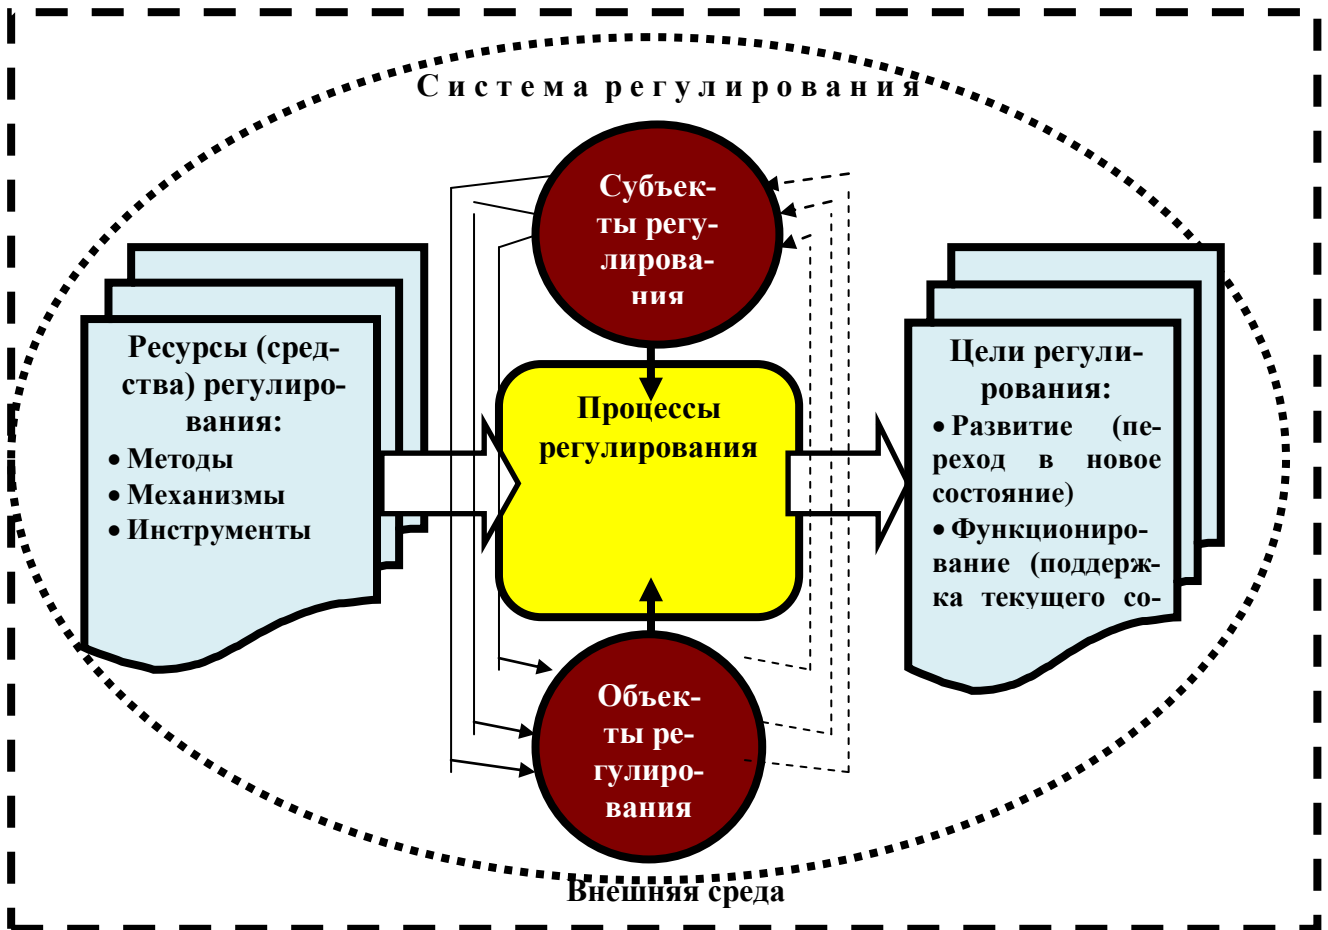 С и с т е м а р е г у л и р о в а н и я
Субъек-
ты регу-
лирова-
ния
Ресурсы (сред-
ства) регулиро-
вания:
• Методы
• Механизмы
• Инструменты
Процессы
регулирования
Цели регули-
рования:
• Развитие (пе-
реход в новое
состояние)
• Функциониро-
вание (поддерж-
ка текущего со-
Объек-
ты ре-
гулиро-
вания
Внешняя среда